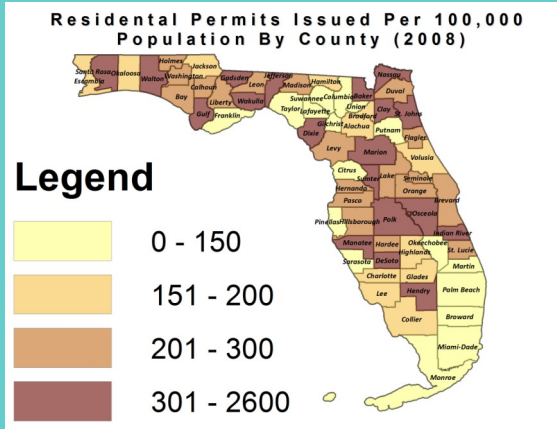 Residental Permits Issued Per 100,000
Population By County (2008)
Holmes
Jackson
Santa Rosa
Okaloosa
Walton
Washington
Escambia
Calhoun
Bay
Gulf
Liberty
Franklin
Gadsden
Leon
Wakulla
Jefferson
Madison
Hamilton
Taylor
Suwannee
Lafayette
Columbia
Baker
Nassau
Duval
Union
Bradford
Clay
St. Johns
Dixie
Gilchrist
Alachua
Putnam
Flagler
Levy
Marion
Volusia
Citrus
Sumter
Lake
Seminole
Hernando
Orange
Pasco
Brevard
Pinellas
Hillsborough
Polk
Osceola
Indian River
Manatee
Hardee
Okeechobee
Highlands
St. Lucie
Sarasota
DeSoto
Martin
Charlotte
Glades
Lee
Hendry
Palm Beach
Collier
Broward
Miami-Dade
Monroe
Legend
0 - 150
151 - 200
201 - 300
301 - 2600